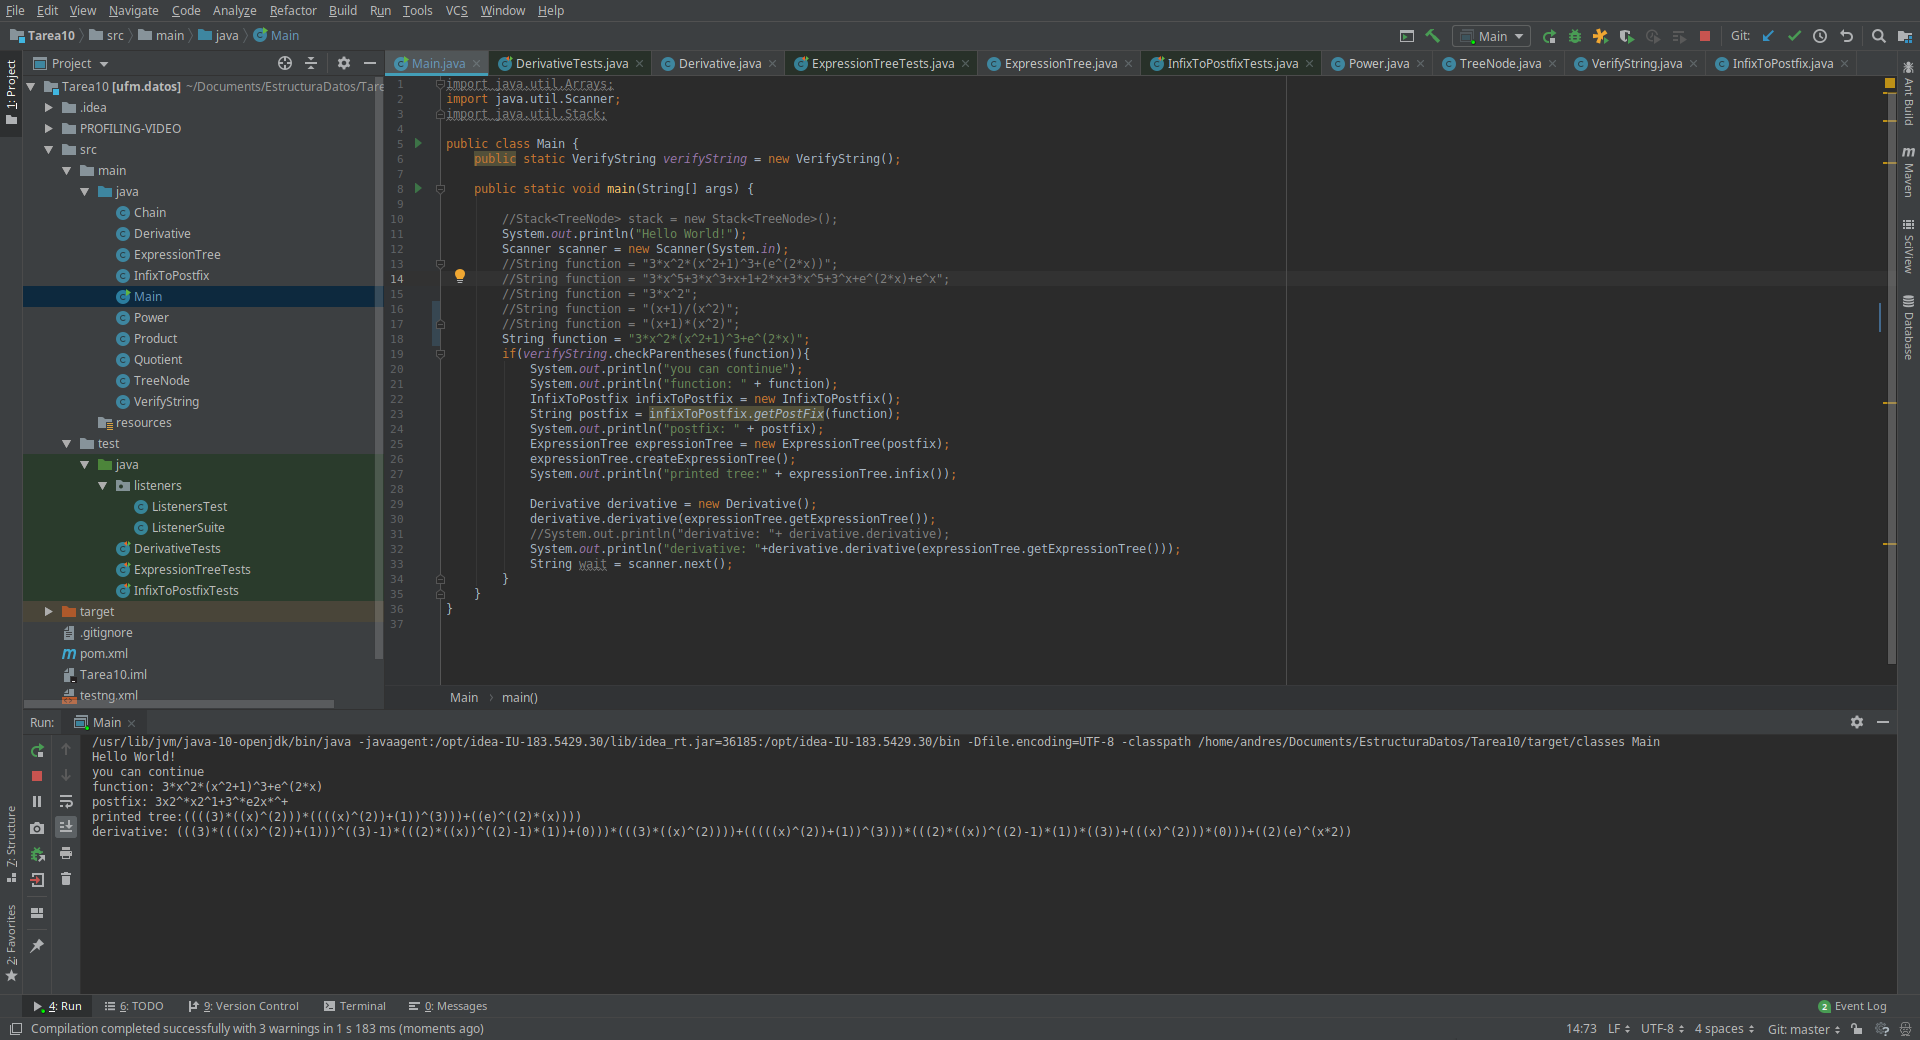 File Edit View Navigate Code Analyze Refactor Build Run Tools VCS Window Help
Tarea10 src main java Main
Main Git:
Project
Main.java DerivativeTests.java Derivative.java ExpressionTreeTests.java ExpressionTree.java InfixToPostfixTests.java Power.java TreeNode.java VerifyString.java InfixToPostfix.java
1: Project
Tarea10 [ufm.datos] ~/Documents/EstructuraDatos/Tare
.idea
PROFILING-VIDEO
src
main
java
Chain
Derivative
ExpressionTree
InfixToPostfix
Main
Power
Product
Quotient
TreeNode
VerifyString
resources
test
java
listeners
ListenersTest
ListenerSuite
DerivativeTests
ExpressionTreeTests
InfixToPostfixTests
target
.gitignore
pom.xml
Tarea10.iml
testng.xml
1 import java.util.Arrays;
2 import java.util.Scanner;
3 import java.util.Stack;
4
5 public class Main {
6 public static VerifyString verifyString = new VerifyString();
7
8 public static void main(String[] args) {
9
10 //Stack<TreeNode> stack = new Stack<TreeNode>();
11 System.out.println("Hello World!");
12 Scanner scanner = new Scanner(System.in);
13 //String function = "3*x^2*(x^2+1)^3+(e^(2*x))";
14 //String function = "3*x^5+3*x^3+x+1+2*x+3*x^5+3^x+e^(2*x)+e^x";
15 //String function = "3*x^2";
16 //String function = "(x+1)/(x^2)";
17 //String function = "(x+1)*(x^2)";
18 String function = "3*x^2*(x^2+1)^3+e^(2*x)";
19 if(verifyString.checkParentheses(function)){
20 System.out.println("you can continue");
21 System.out.println("function: " + function);
22 InfixToPostfix infixToPostfix = new InfixToPostfix();
23 String postfix = infixToPostfix.getPostFix(function);
24 System.out.println("postfix: " + postfix);
25 ExpressionTree expressionTree = new ExpressionTree(postfix);
26 expressionTree.createExpressionTree();
27 System.out.println("printed tree:" + expressionTree.infix());
28
29 Derivative derivative = new Derivative();
30 derivative.derivative(expressionTree.getExpressionTree());
31 //System.out.println("derivative: "+ derivative.derivative);
32 System.out.println("derivative: "+derivative.derivative(expressionTree.getExpressionTree()));
33 String wait = scanner.next();
34 }
35 }
36 }
37
Main main()
Ant Build
Maven
SciView
Database
Run: Main
/usr/lib/jvm/java-10-openjdk/bin/java -javaagent:/opt/idea-IU-183.5429.30/lib/idea_rt.jar=36185:/opt/idea-IU-183.5429.30/bin -Dfile.encoding=UTF-8 -classpath /home/andres/Documents/EstructuraDatos/Tarea10/target/classes Main
Hello World!
you can continue
function: 3*x^2*(x^2+1)^3+e^(2*x)
postfix: 3x2^*x2^1+3^*e2x*^+
printed tree:((((3)*((x)^(2)))*((((x)^(2))+(1))^(3)))+((e)^((2)*(x))))
derivative: (((3)*((((x)^(2))+(1)))^((3)-1)*(((2)*((x))^((2)-1)*(1))+(0)))*(((3)*((x)^(2))))+(((((x)^(2))+(1))^(3)))*(((2)*((x))^((2)-1)*(1))*((3))+(((x)^(2)))*(0)))+((2)(e)^(x*2))
7: Structure
2: Favorites
4: Run 6: TODO 9: Version Control Terminal 0: Messages 2 Event Log
Compilation completed successfully with 3 warnings in 1 s 183 ms (moments ago) 14:73 LF UTF-8 4 spaces Git: master